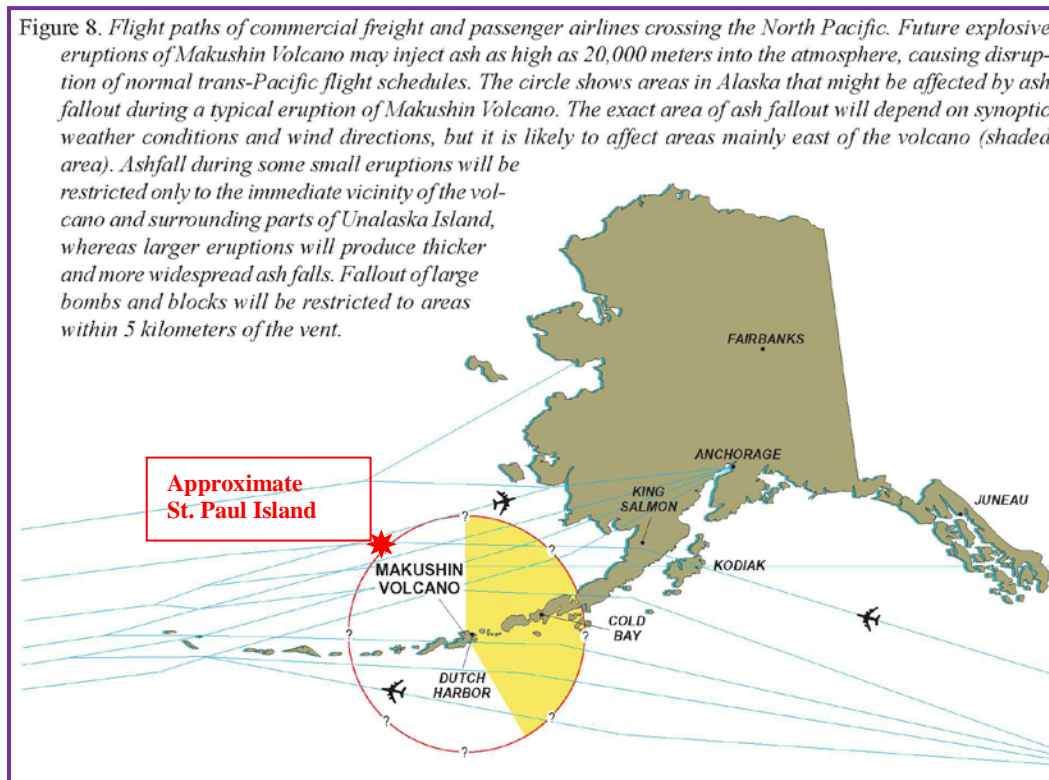 Figure 8. Flight paths of commercial freight and passenger airlines crossing the North Pacific. Future explosive
eruptions of Makushin Volcano may inject ash as high as 20,000 meters into the atmosphere, causing disrup-
tion of normal trans-Pacific flight schedules. The circle shows areas in Alaska that might be affected by ash
fallout during a typical eruption of Makushin Volcano. The exact area of ash fallout will depend on synoptic
weather conditions and wind directions, but it is likely to affect areas mainly east of the volcano (shaded
area). Ashfall during some small eruptions will be
restricted only to the immediate vicinity of the vol-
cano and surrounding parts of Unalaska Island,
whereas larger eruptions will produce thicker
and more widespread ash falls. Fallout of large
bombs and blocks will be restricted to areas
within 5 kilometers of the vent.
FAIRBANKS
ANCHORAGE
Approximate
St. Paul Island
KING
SALMON
JUNEAU
?
?
KODIAK
MAKUSHIN
VOLCANO
?
COLD
BAY
?
?
DUTCH
HARBOR
?
?
?